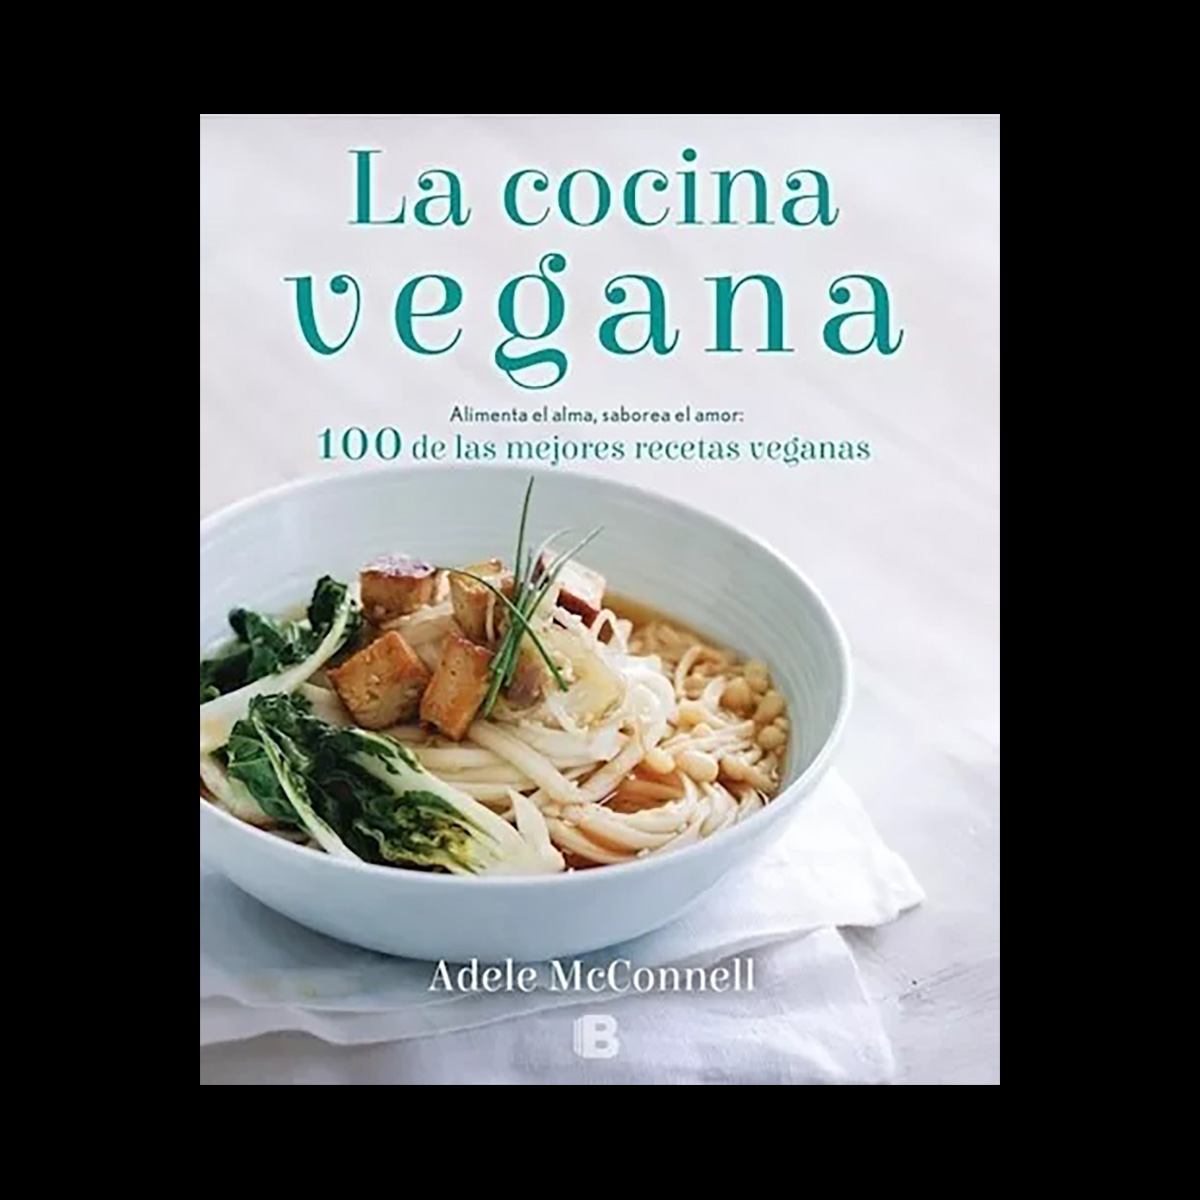 La cocina
vegana
Alimenta el alma, saborea el amor:
100 de las mejores recetas veganas
Adele McConnell
B